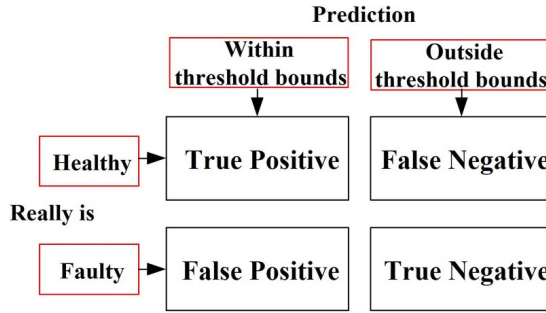 Prediction
Within
threshold bounds
Outside
threshold bounds
Healthy
True Positive
False Negative
Really is
Faulty
False Positive
True Negative